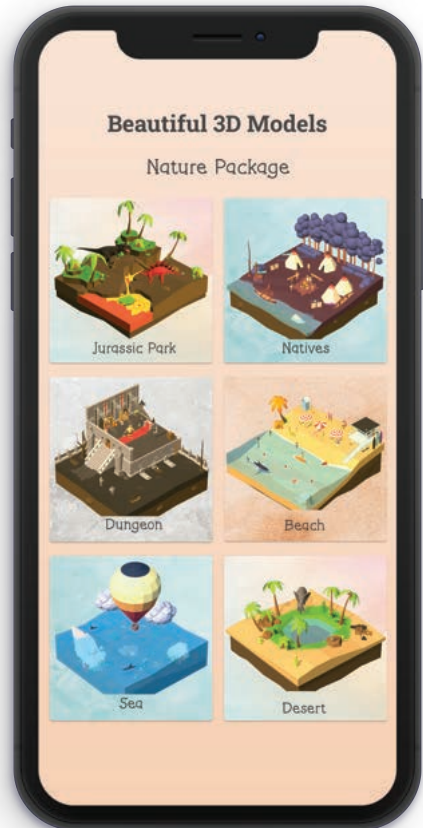 Beautiful 3D Models
Nature Package
Jurassic Park
Natives
Dungeon
Beach
Sea
Desert